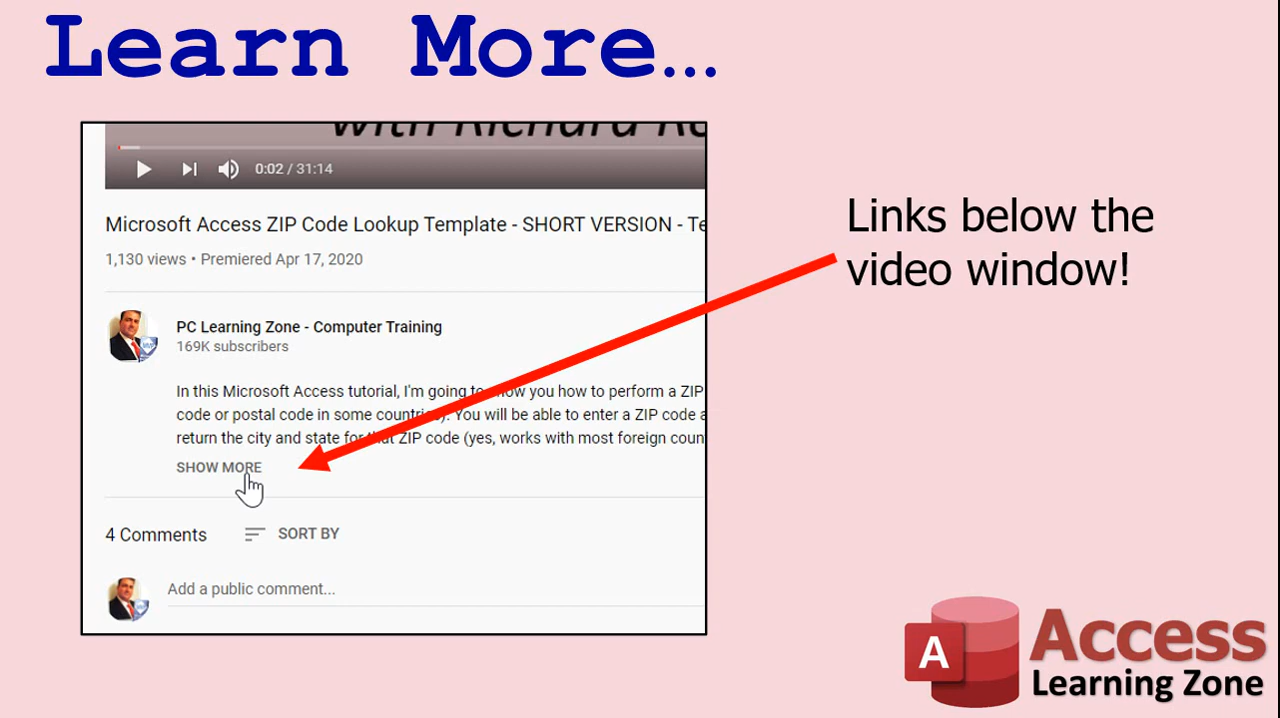 Learn More...
with Richard
0:02 / 31:14
Microsoft Access ZIP Code Lookup Template - SHORT VERSION - Te
1,130 views • Premiered Apr 17, 2020
PC Learning Zone - Computer Training
169K subscribers
In this Microsoft Access tutorial, I'm going to show you how to perform a ZIP
code or postal code in some countries). You will be able to enter a ZIP code a
return the city and state for that ZIP code (yes, works with most foreign coun
SHOW MORE
4 Comments
SORT BY
Add a public comment...
Links below the
video window!
A
Access
Learning Zone